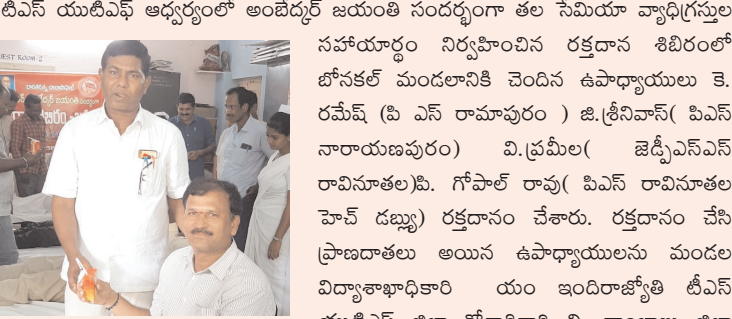 టిఎస్ యుటిఎఫ్ ఆధ్వర్యంలో అంబేద్కర్ జయంతి సందర్భంగా తల సేమియా వ్యాధిగ్రస్తుల
సహాయార్థం నిర్వహించిన రక్తదాన శిబిరంలో
బోనకల్ మండలానికి చెందిన ఉపాధ్యాయులు కె.
రమేష్ (పి ఎస్ రామాపురం ) జి.శ్రీనివాస్( పిఎస్
నారాయణపురం) వి.ప్రమీల( జెడ్పీఎస్ఎస్
రావినూతల)పి. గోపాల్ రావు( పిఎస్ రావినూతల
హెచ్ డబ్ల్యు) రక్తదానం చేశారు. రక్తదానం చేసి
ప్రాణదాతలు అయిన ఉపాధ్యాయులను మండల
విద్యాశాఖాధికారి యం ఇందిరాజ్యోతి టీఎస్
ROOM-2